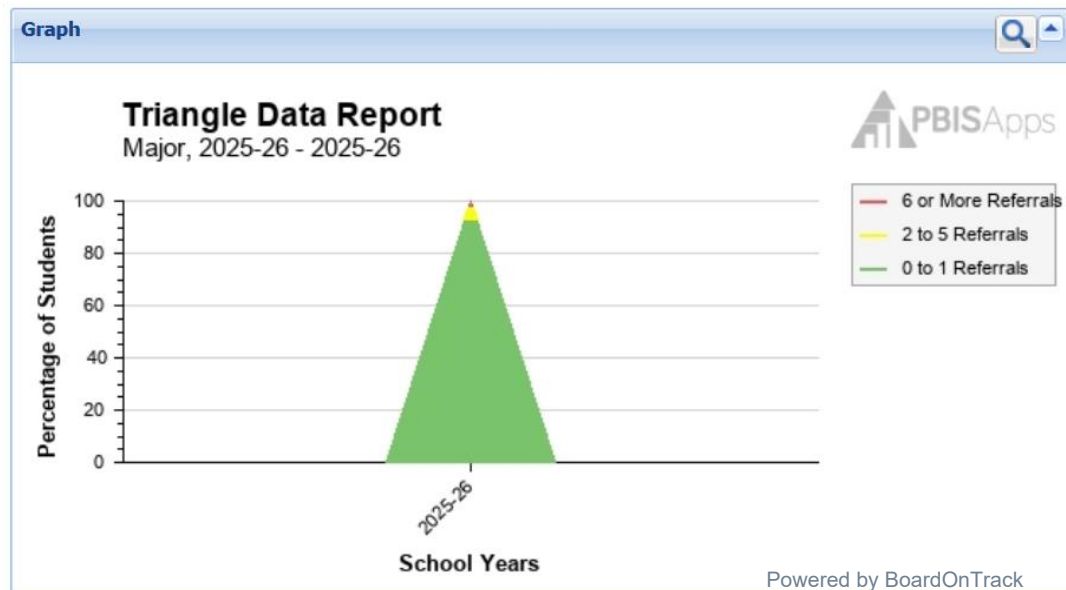 Graph
Triangle Data Report
Major, 2025-26 - 2025-26
PBISApps
6 or More Referrals
2 to 5 Referrals
0 to 1 Referrals
Percentage of Students
100
80
60
40
20
0
2025-26
School Years
Powered by BoardOnTrack